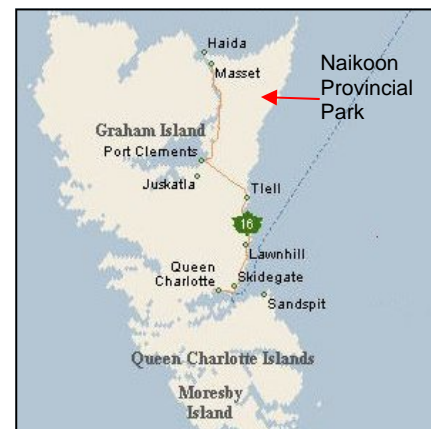 Haida
Masset
Naikoon
Provincial
Park
Graham Island
Port Clements
Juskatla
Tlell
16
Lawnhill
Queen
Charlotte
Skidegate
Sandspit
Queen Charlotte Islands
Moresby
Island